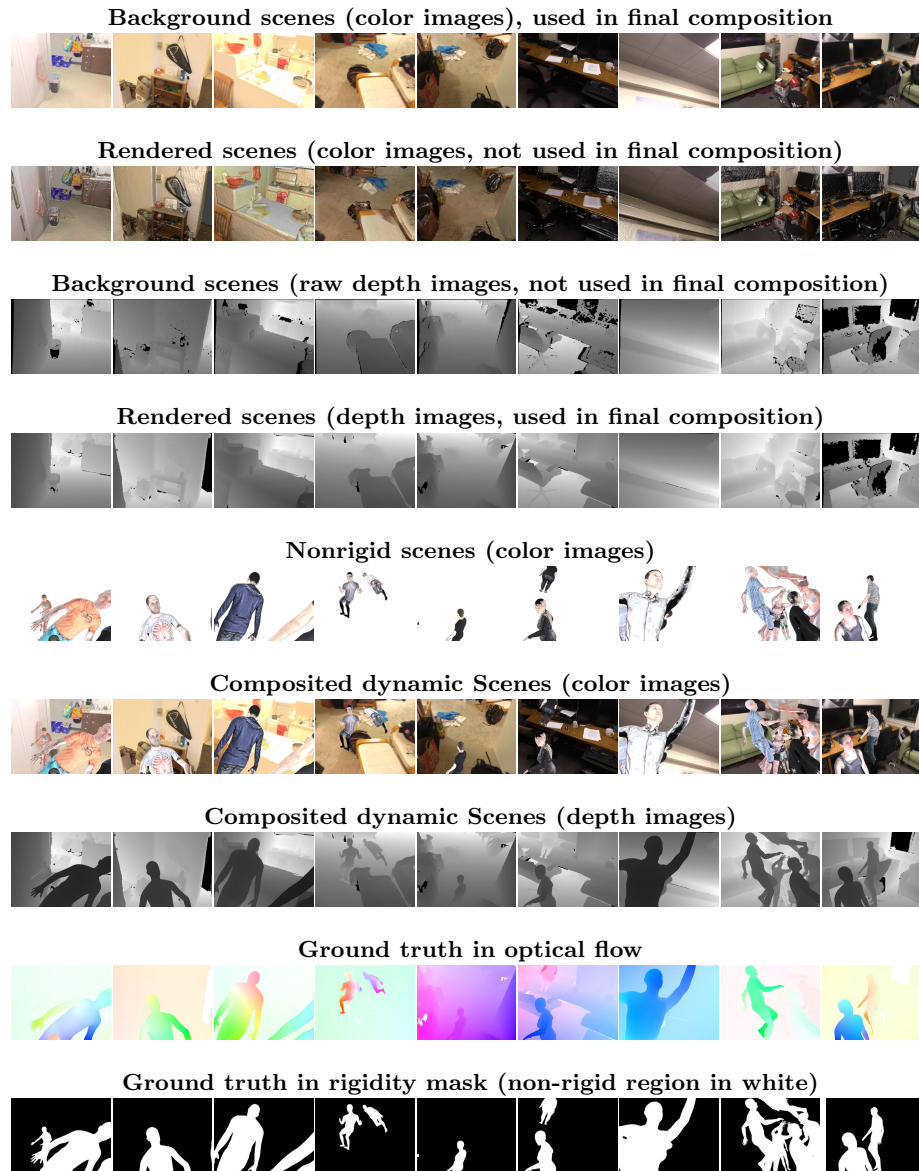 Background scenes (color images), used in final composition
Rendered scenes (color images, not used in final composition)
Background scenes (raw depth images, not used in final composition)
Rendered scenes (depth images, used in final composition)
Nonrigid scenes (color images)
Composited dynamic Scenes (color images)
Composited dynamic Scenes (depth images)
Ground truth in optical flow
Ground truth in rigidity mask (non-rigid region in white)